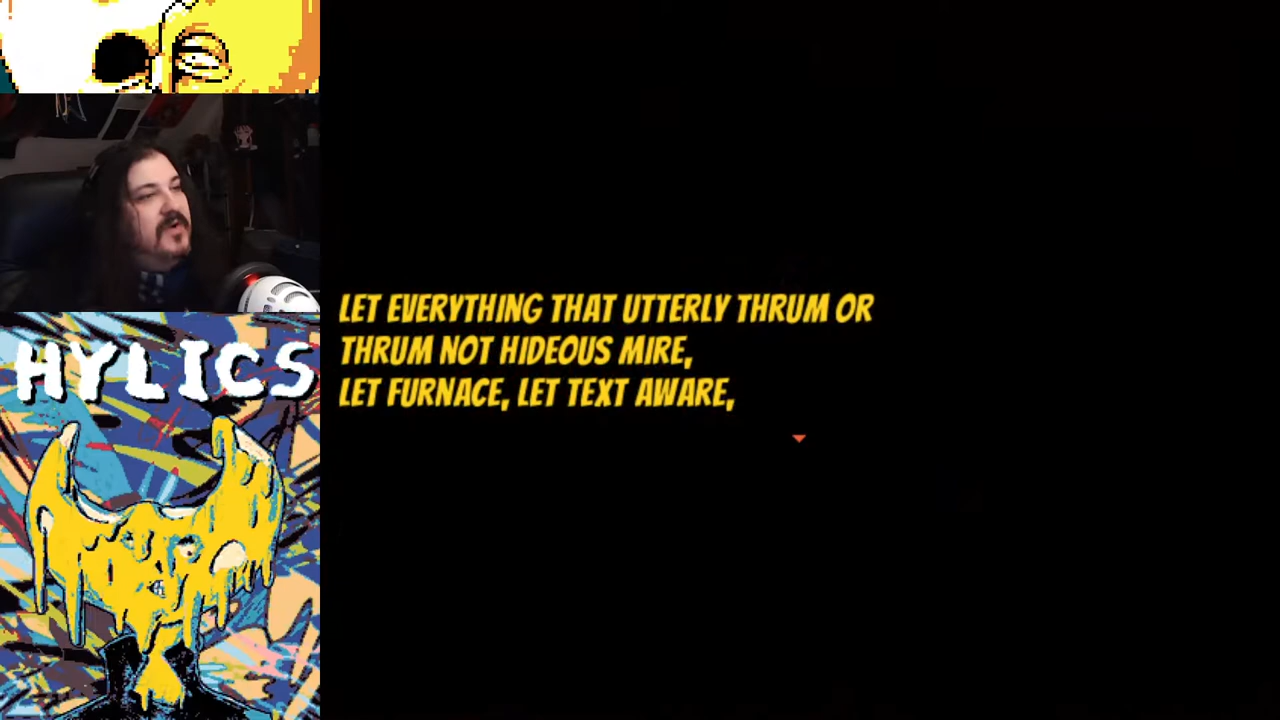 HYLICS
LET EVERYTHING THAT UTTERLY THRUM OR
THRUM NOT HIDEOUS MIRE,
LET FURNACE, LET TEXT AWARE,